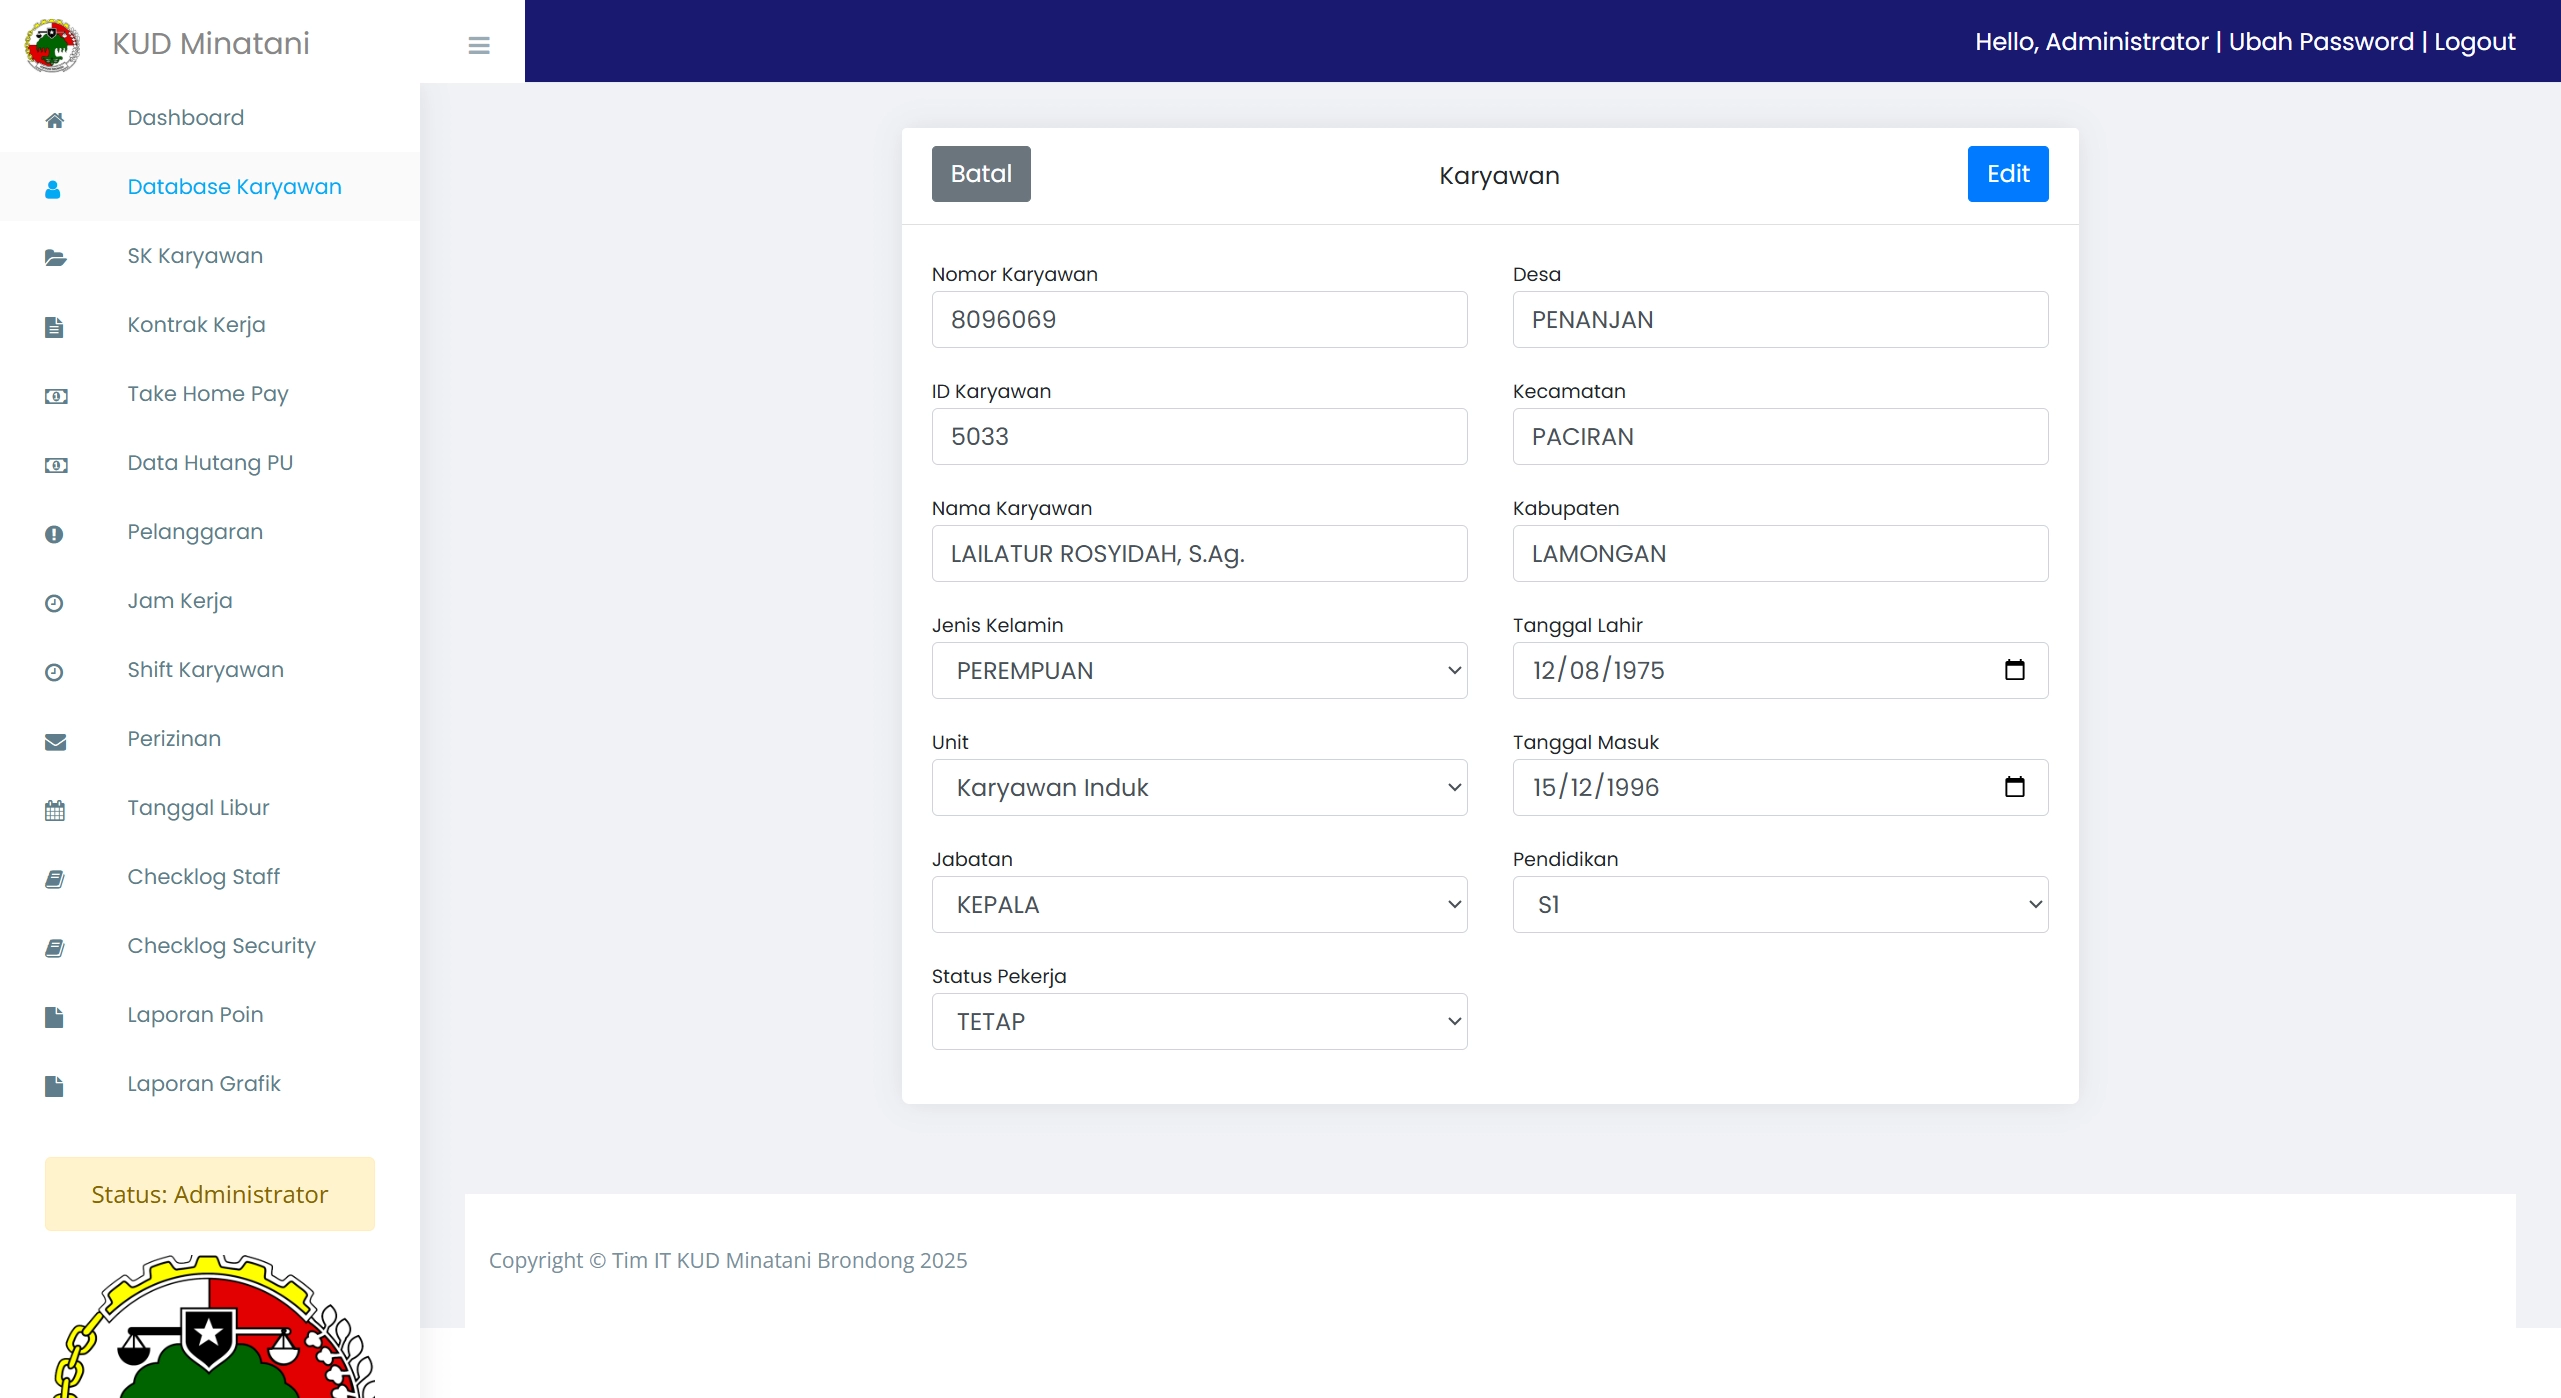 KUD Minatani
Hello, Administrator | Ubah Password | Logout
Dashboard
Database Karyawan
SK Karyawan
Kontrak Kerja
Take Home Pay
Data Hutang PU
Pelanggaran
Jam Kerja
Shift Karyawan
Perizinan
Tanggal Libur
Checklog Staff
Checklog Security
Laporan Poin
Laporan Grafik
Status: Administrator
Batal
Karyawan
Edit
Nomor Karyawan
8096069
ID Karyawan
5033
Nama Karyawan
LAILATUR ROSYIDAH, S.Ag.
Jenis Kelamin
PEREMPUAN
Unit
Karyawan Induk
Jabatan
KEPALA
Status Pekerja
TETAP
Desa
PENANJAN
Kecamatan
PACIRAN
Kabupaten
LAMONGAN
Tanggal Lahir
12/08/1975
Tanggal Masuk
15/12/1996
Pendidikan
S1
Copyright © Tim IT KUD Minatani Brondong 2025